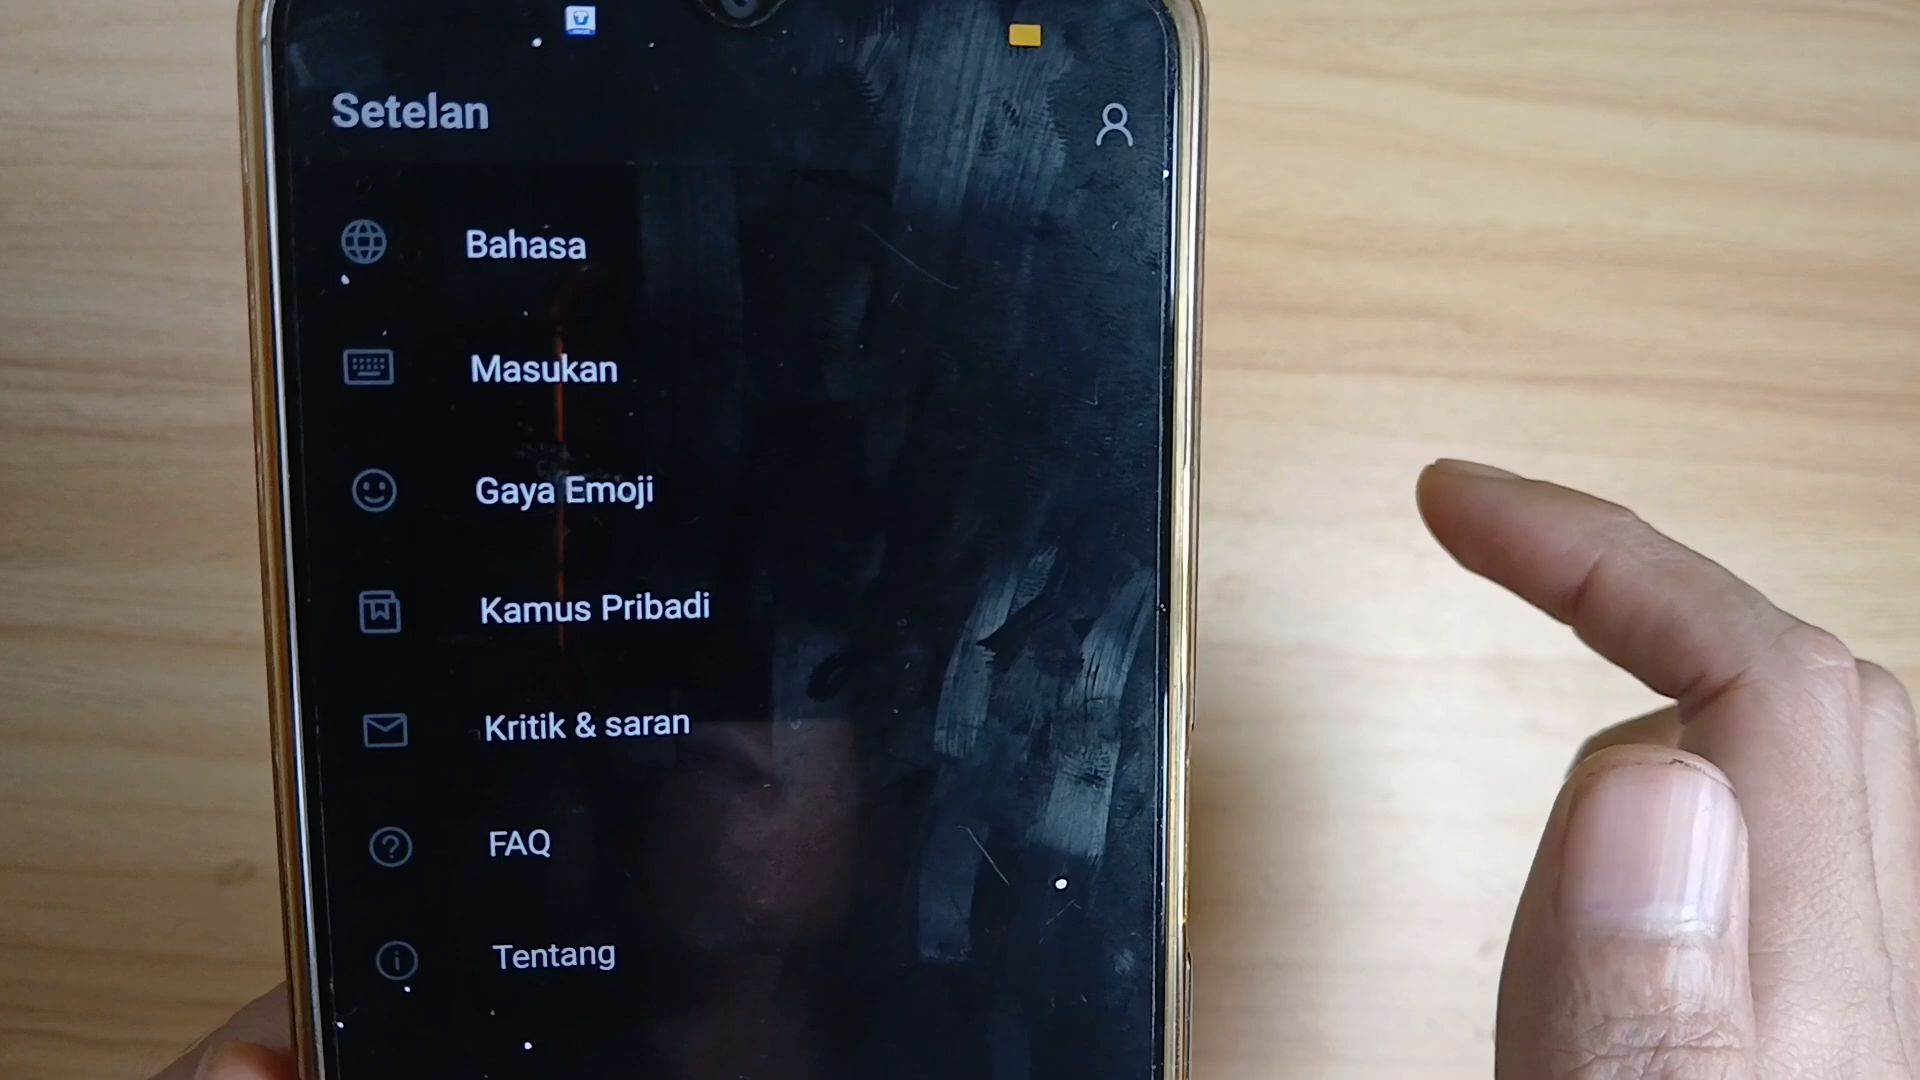 Setelan
Bahasa
Masukan
Gaya Emoji
Kamus Pribadi
Kritik & saran
FAQ
Tentang